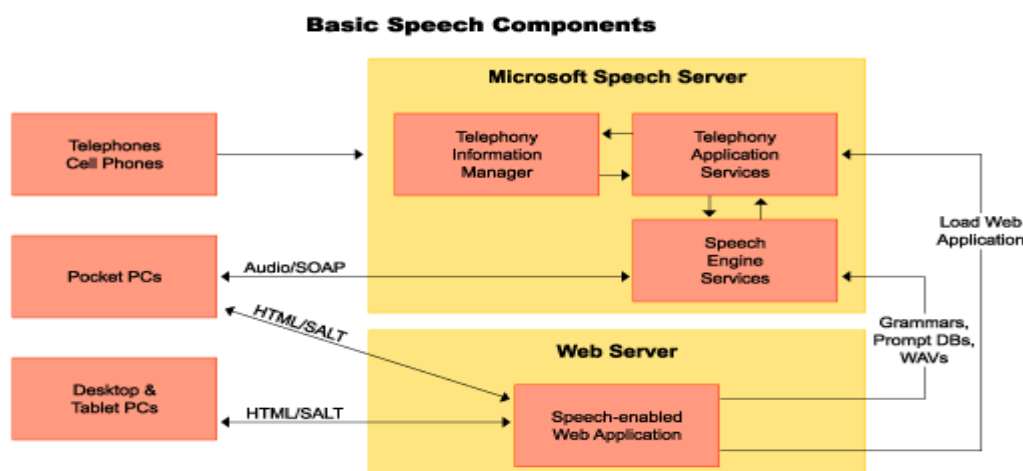 Basic Speech Components
Microsoft Speech Server
Telephones
Cell Phones
Telephony
Information
Manager
Telephony
Application
Services
Load Web
Application
Speech
Engine
Services
Pocket PCs
Audio/SOAP
HTML/SALT
Grammars,
Prompt DBs,
WAVs
Web Server
Desktop &
Tablet PCs
HTML/SALT
Speech-enabled
Web Application